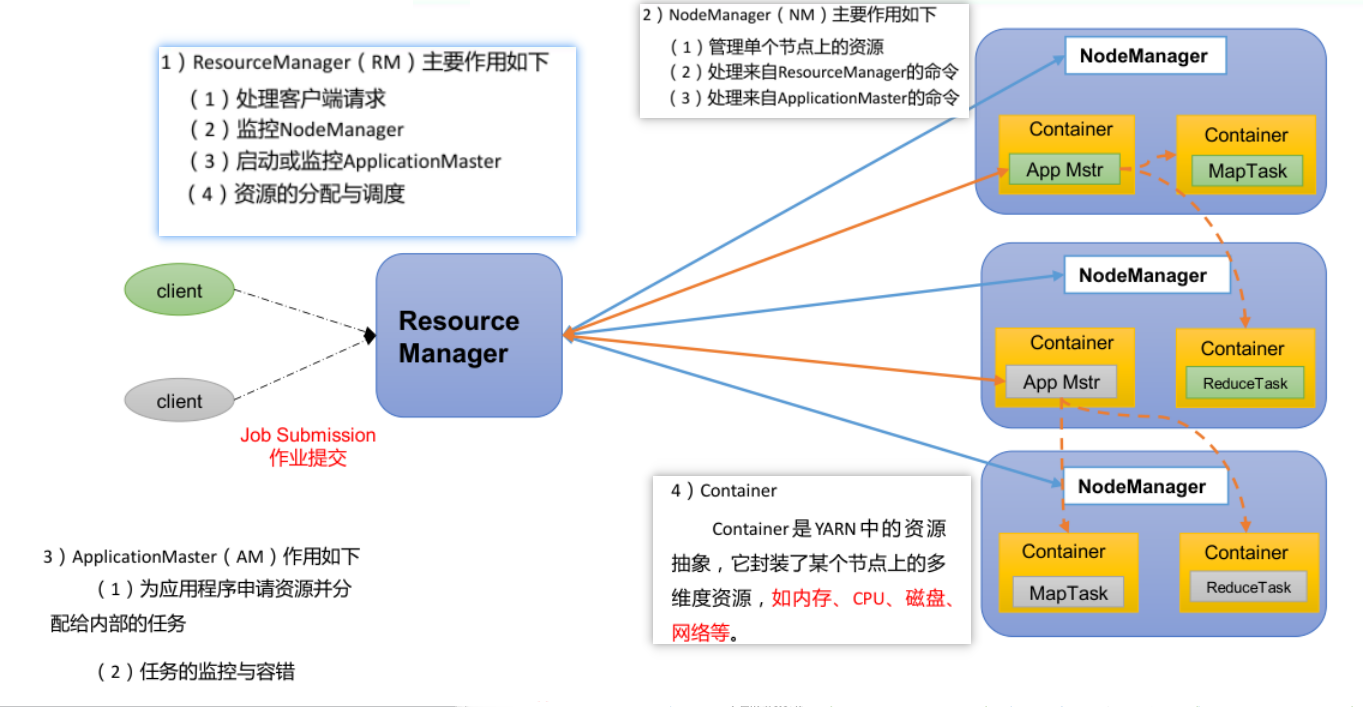 1）ResourceManager（RM）主要作用如下
（1）处理客户端请求
（2）监控NodeManager
（3）启动或监控ApplicationMaster
（4）资源的分配与调度
2）NodeManager（NM）主要作用如下
（1）管理单个节点上的资源
（2）处理来自ResourceManager的命令
（3）处理来自ApplicationMaster的命令
client
client
Job Submission
作业提交
Resource
Manager
NodeManager
Container
App Mstr
Container
MapTask
NodeManager
Container
App Mstr
Container
ReduceTask
NodeManager
Container
MapTask
Container
ReduceTask
3）ApplicationMaster（AM）作用如下
（1）为应用程序申请资源并分
配给内部的任务
（2）任务的监控与容错
4）Container
Container是YARN中的资源
抽象，它封装了某个节点上的多
维度资源，如内存、CPU、磁盘、
网络等。